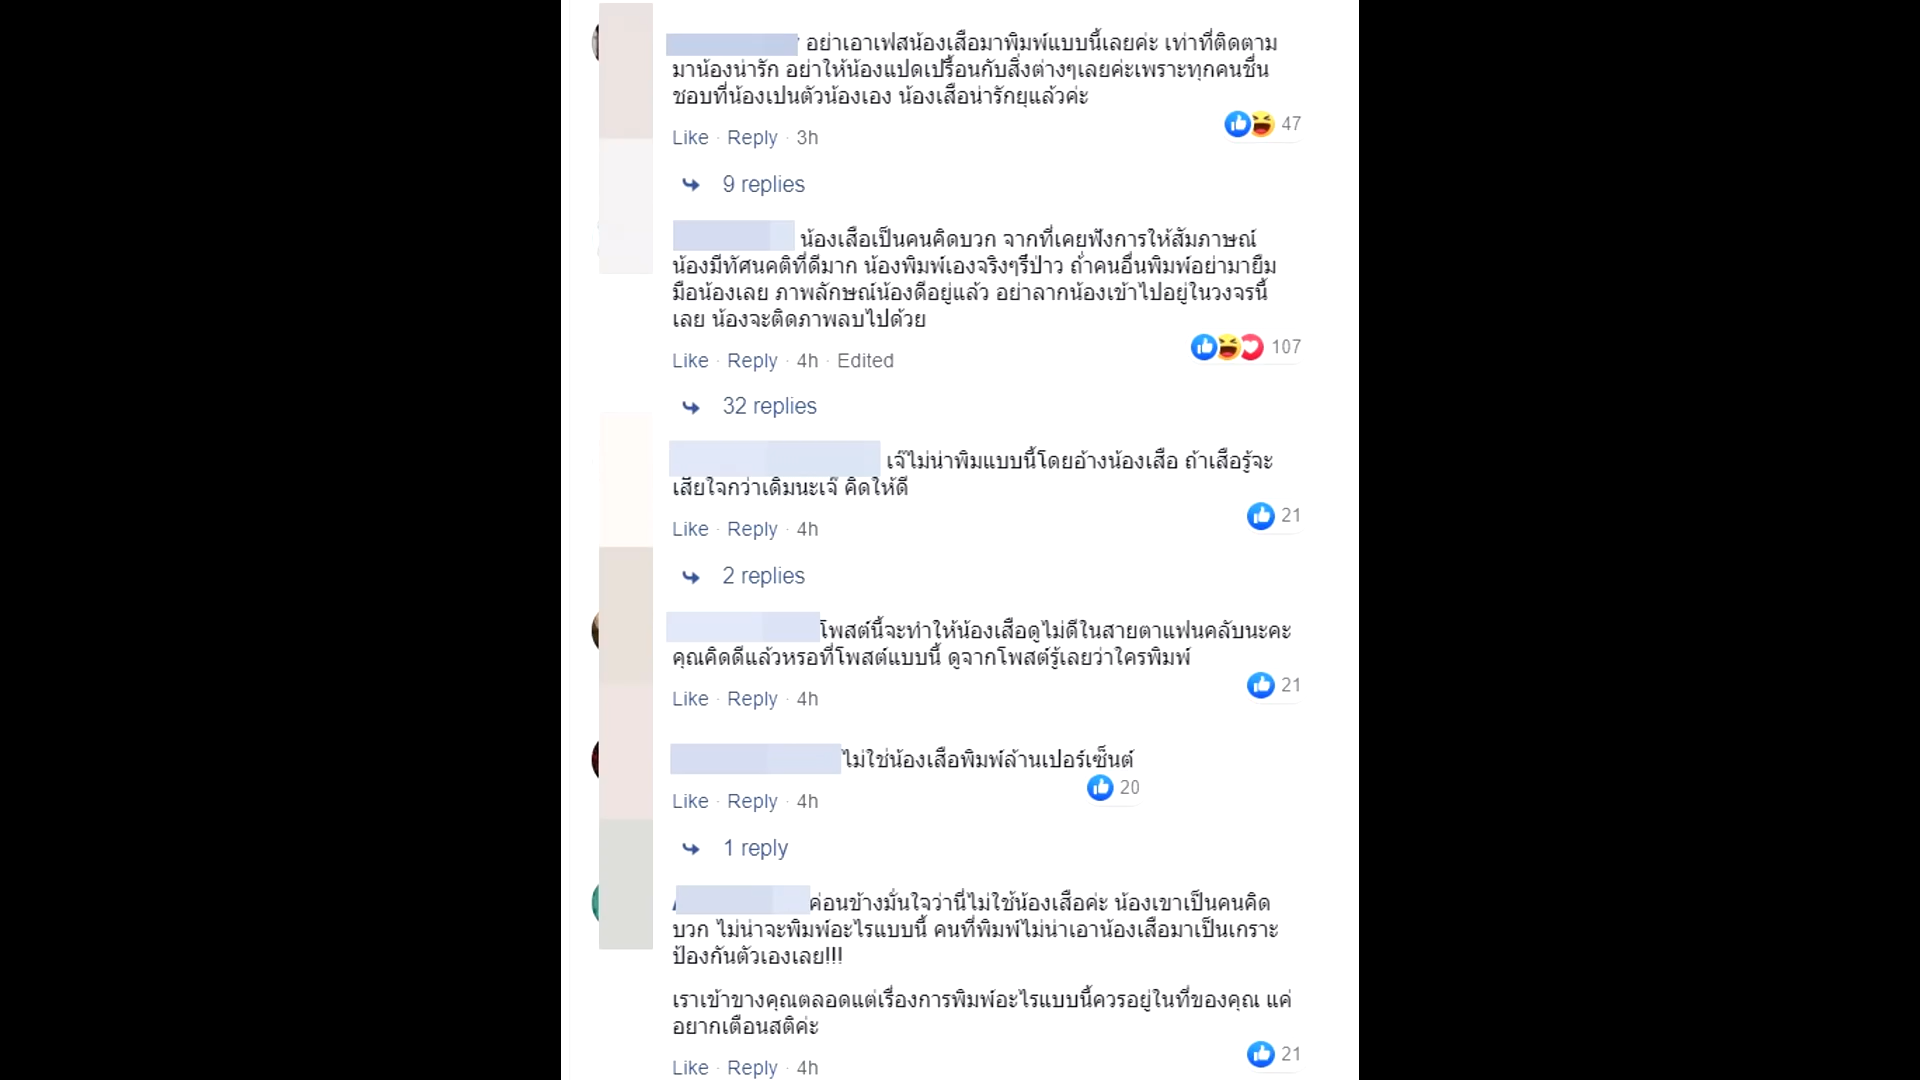 อย่าเอาเฟสน้องเสือมาพิมพ์แบบนี้เลยค่ะ เท่าที่ติดตาม
มาน้องน่ารัก อย่าให้น้องแปดเปรื้อนกับสิ่งต่างๆเลยค่ะเพราะทุกคนชื่น
ชอบที่น้องเปนตัวน้องเอง น้องเสือน่ารักยุแล้วค่ะ
47
Like · Reply · 3h
9 replies
น้องเสือเป็นคนคิดบวก จากที่เคยฟังการให้สัมภาษณ์
น้องมีทัศนคติที่ดีมาก น้องพิมพ์เองจริงๆรึป่าว ถ่ำคนอื่นพิมพ์อย่ามายืม
มือน้องเลย ภาพลักษณ์น้องดีอยู่แล้ว อย่าลากน้องเข้าไปอยู่ในวงจรนี้
เลย น้องจะติดภาพลบไปด้วย
107
Like · Reply · 4h · Edited
32 replies
เจ๊ไม่น่าพิมแบบนี้โดยอ้างน้องเสือ ถ้าเสือรู้จะ
เสียใจกว่าเดิมนะเจ๊ คิดให้ดี
21
Like · Reply · 4h
2 replies
โพสต์นี้จะทำให้น้องเสือดูไม่ดีในสายตาแฟนคลับนะคะ
คุณคิดดีแล้วหรอที่โพสต์แบบนี้ ดูจากโพสต์รู้เลยว่าใครพิมพ์
21
Like · Reply · 4h
ไม่ใช่น้องเสือพิมพ์ล้านเปอร์เซ็นต์
20
Like · Reply · 4h
1 reply
ค่อนข้างมั่นใจว่านี่ไม่ใช้น้องเสือค่ะ น้องเขาเป็นคนคิด
บวก ไม่น่าจะพิมพ์อะไรแบบนี้ คนที่พิมพ์ไม่น่าเอาน้องเสือมาเป็นเกราะ
ป้องกันตัวเองเลย!!!
เราเข้าขางคุณตลอดแต่เรื่องการพิมพ์อะไรแบบนี้ควรอยู่ในที่ของคุณ แค่
อยากเตือนสติค่ะ
21
Like · Reply · 4h